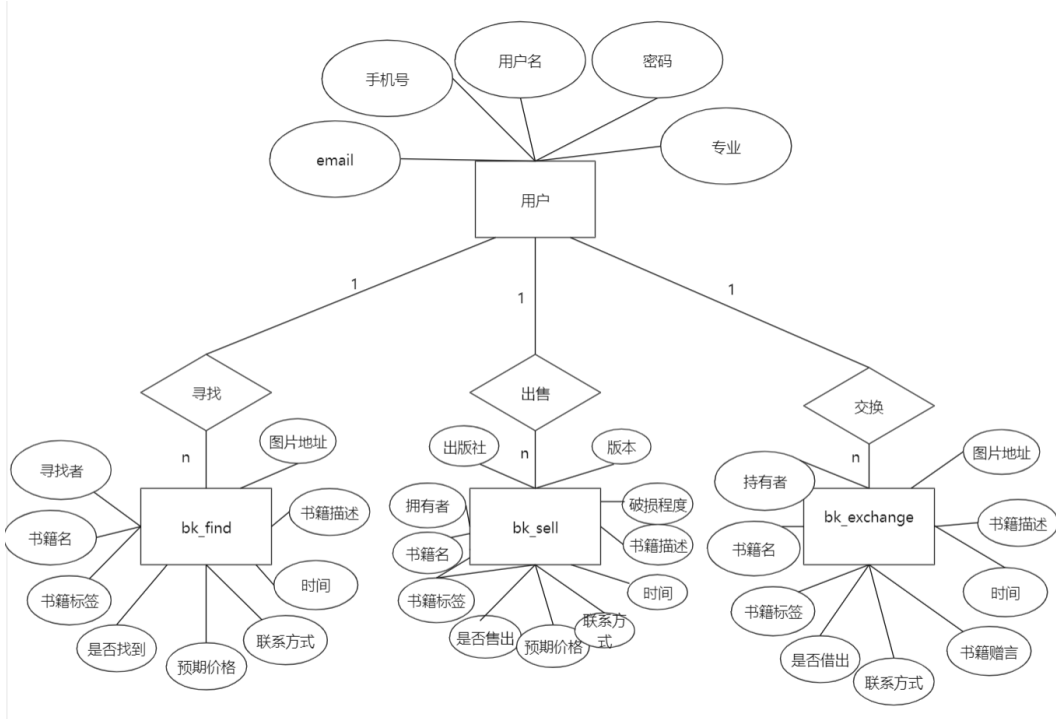 用户名
密码
手机号
专业
email
用户
1
1
1
寻找
出售
交换
n
n
n
图片地址
出版社
版本
图片地址
寻找者
持有者
拥有者
破损程度
书籍描述
bk_find
bk_sell
bk_exchange
书籍描述
书籍名
书籍名
书籍描述
书籍名
时间
时间
时间
书籍标签
书籍标签
书籍标签
是否找到
联系方式
是否售出
联系方
式
预期价格
书籍赠言
预期价格
是否借出
联系方式